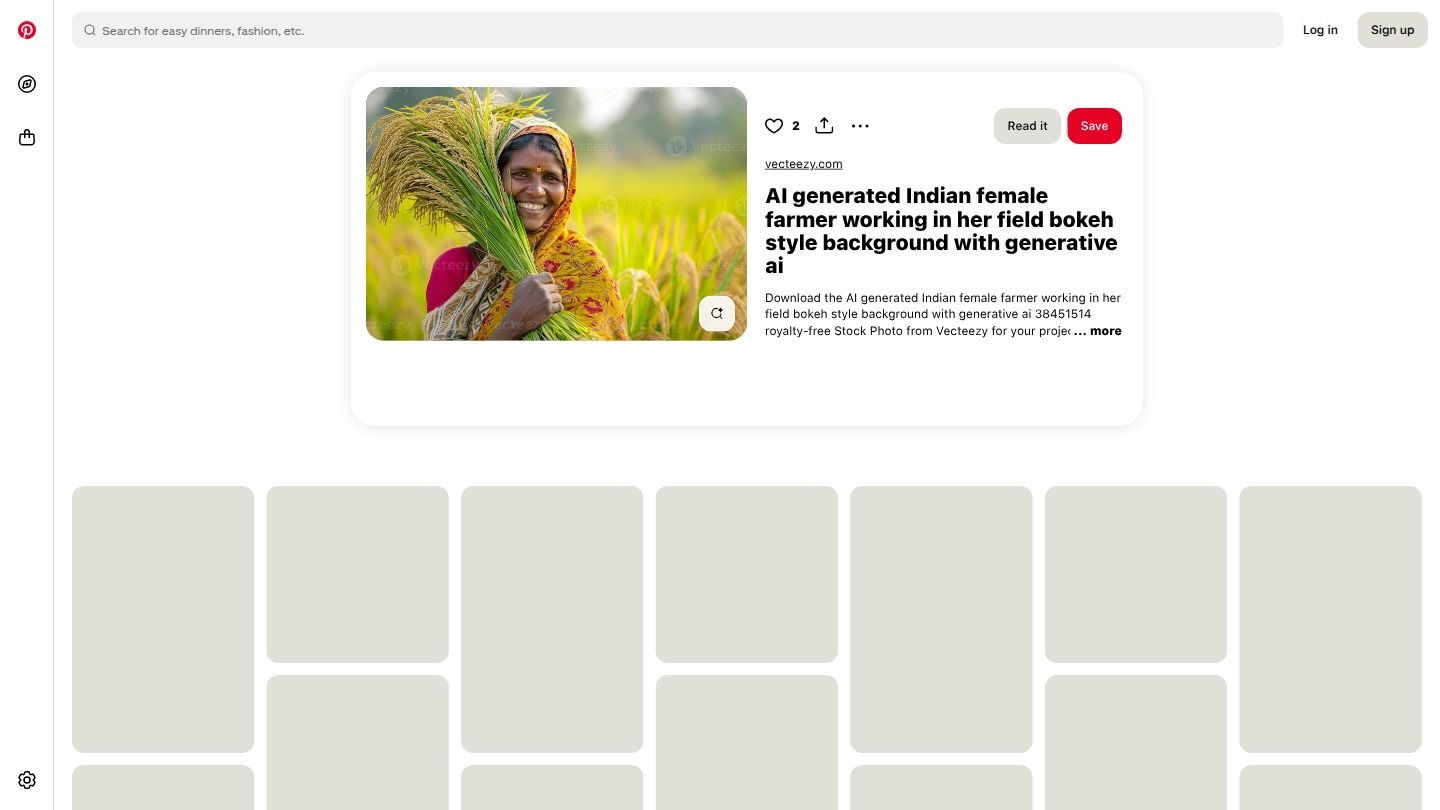 Search for easy dinners, fashion, etc.
Log in
Sign up
2
Read it
Save
vecteezy.com
AI generated Indian female
farmer working in her field bokeh
style background with generative
ai
Download the AI generated Indian female farmer working in her
field bokeh style background with generative ai 38451514
royalty-free Stock Photo from Vecteezy for your projec ... more
Vecteezy
Vecteezy
Vecteezy